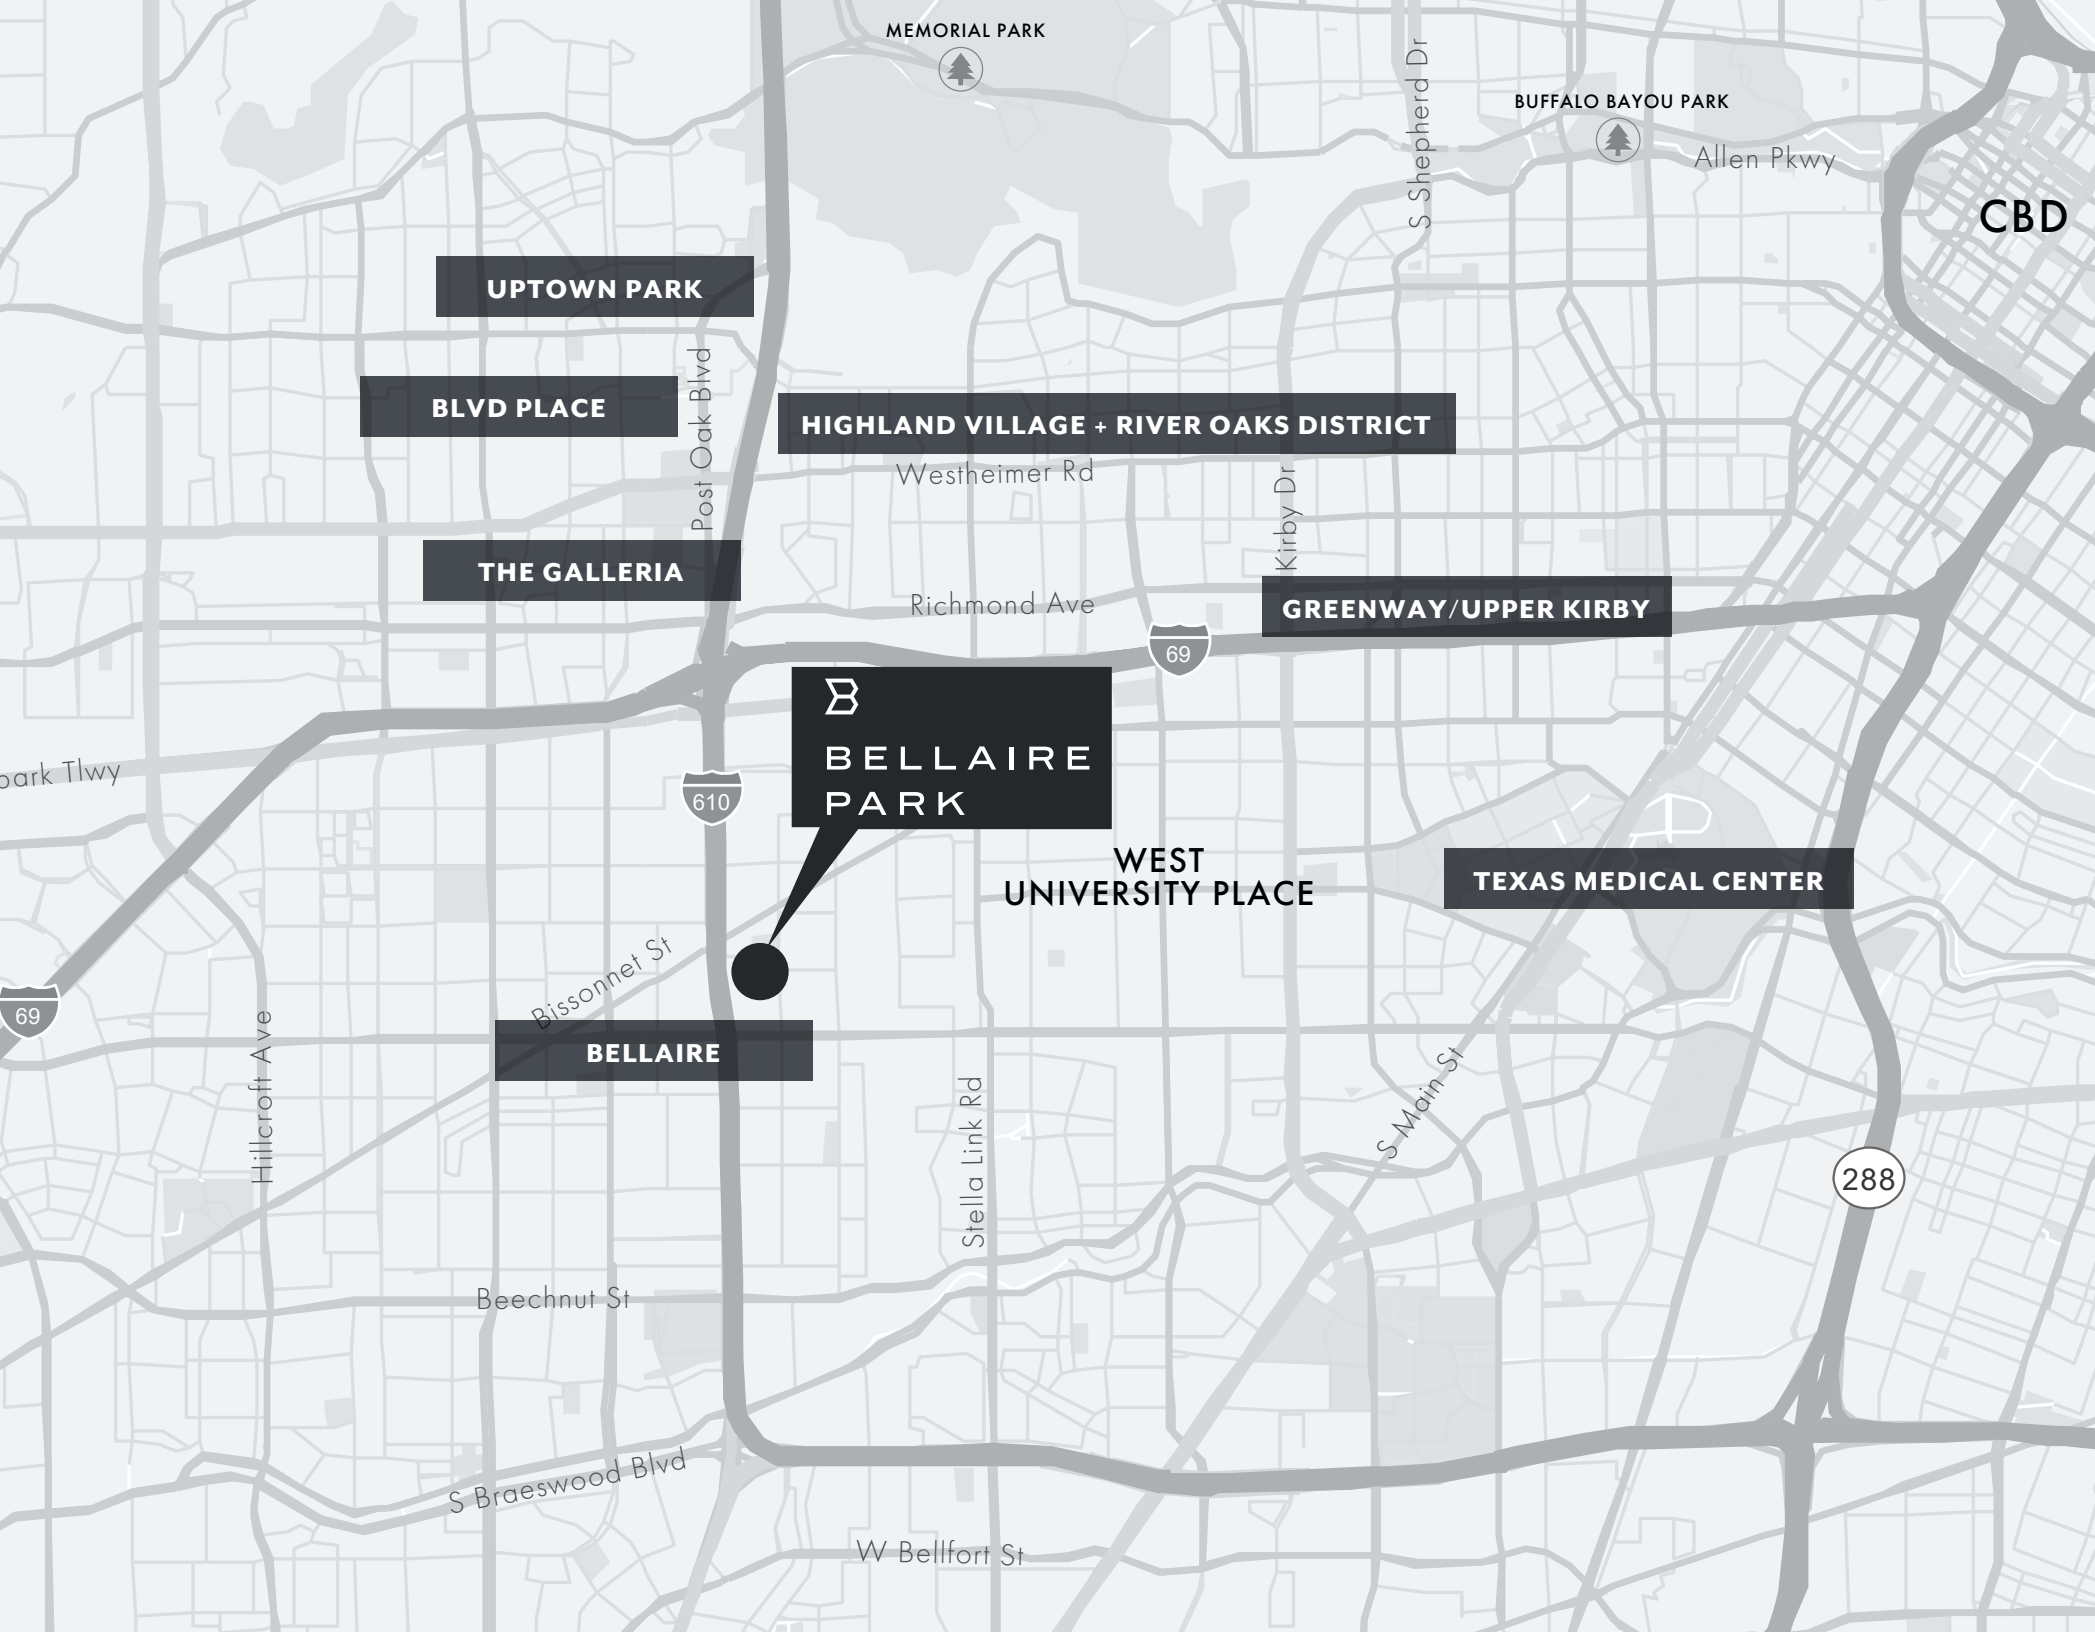 MEMORIAL PARK
S Shepherd Dr
BUFFALO BAYOU PARK
Allen Pkwy
CBD
UPTOWN PARK
Post Oak Blvd
BLVD PLACE
HIGHLAND VILLAGE + RIVER OAKS DISTRICT
Westheimer Rd
Kirby Dr
THE GALLERIA
Richmond Ave
GREENWAY/UPPER KIRBY
69
BELLAIRE
PARK
park Tlwy
610
WEST
UNIVERSITY PLACE
TEXAS MEDICAL CENTER
Bissonnet St
69
Hillcroft Ave
BELLAIRE
Stella Link Rd
S Main St
288
Beechnut St
S Braeswood Blvd
W Bellfort St